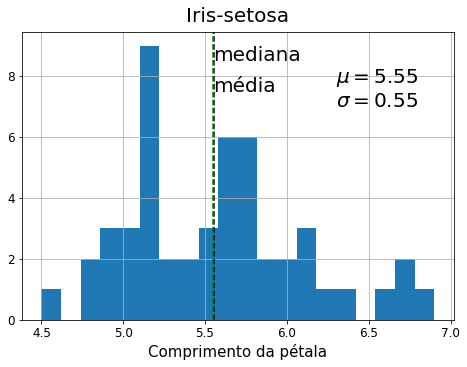 Iris-setosa
mediana
média
μ = 5.55
σ = 0.55
8
6
4
2
0
4.5 5.0 5.5 6.0 6.5 7.0
Comprimento da pétala